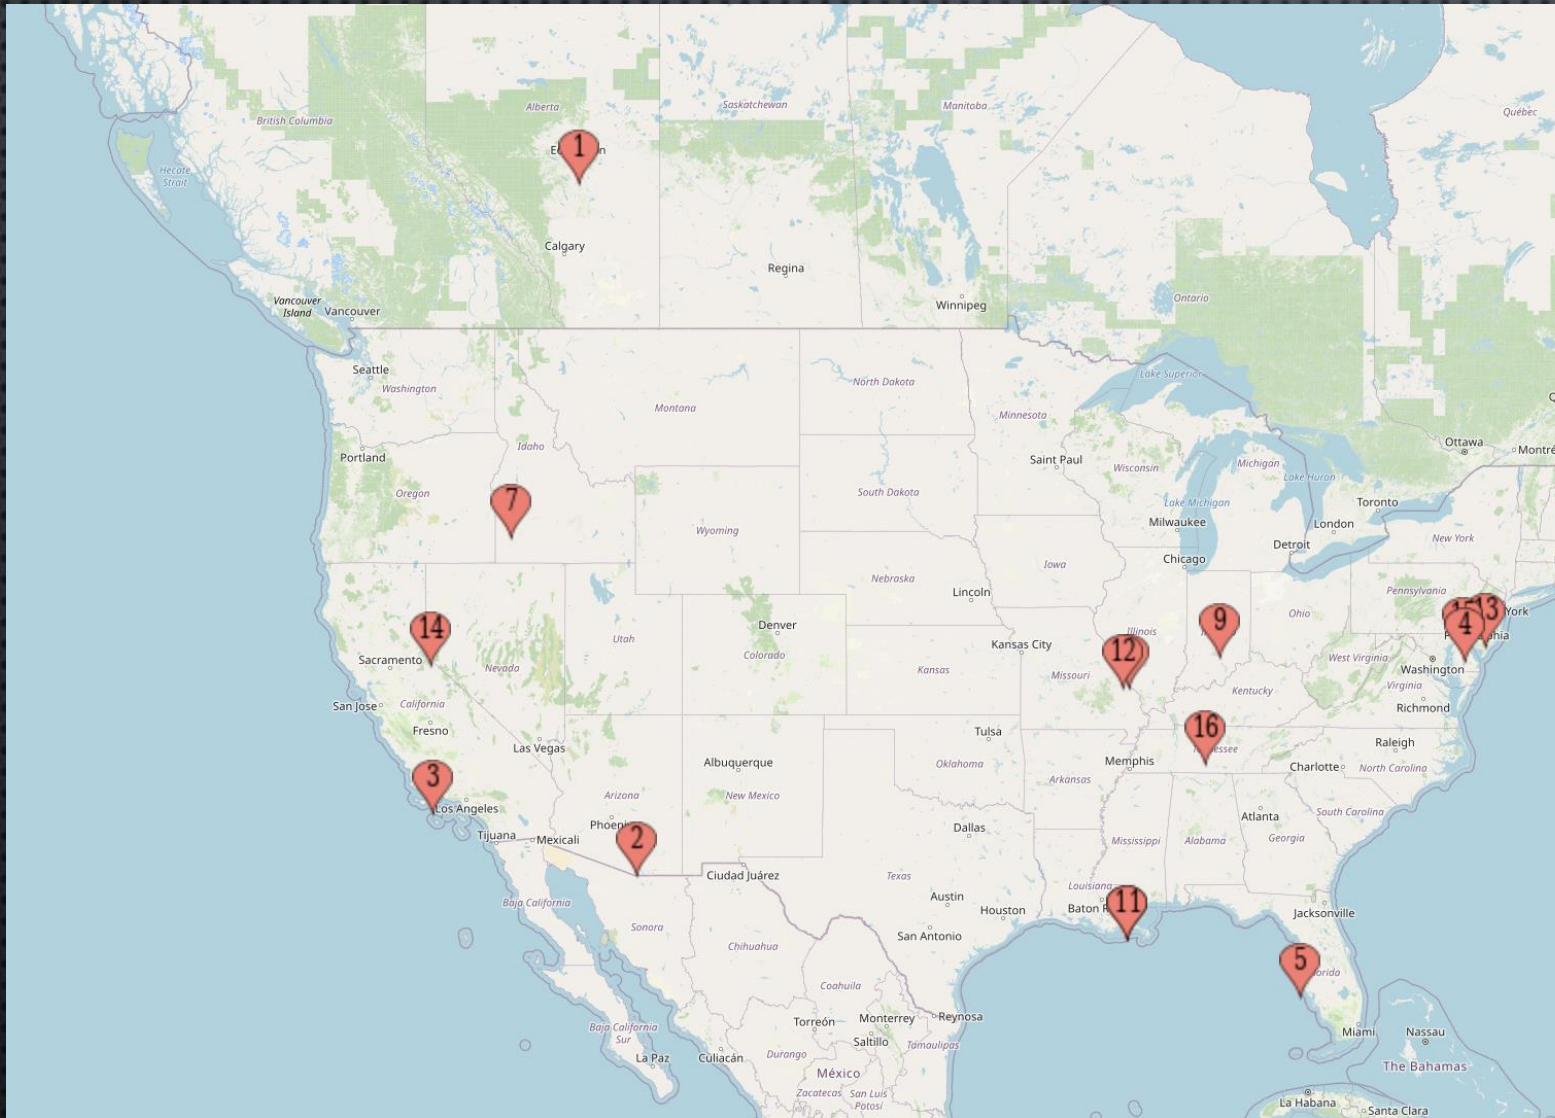 Alberta
Saskatchewan
Manitoba
Québec
British Columbia
1
Hecate
Strait
Calgary
Regina
Ontario
Vancouver
Island
Vancouver
Winnipeg
Seattle
Washington
North Dakota
Lake Superior
Montana
Minnesota
Idaho
Ottawa
Portland
Saint Paul
Wisconsin
Michigan
Lake Huron
7
Oregon
South Dakota
Lake Michigan
Toronto
Milwaukee
London
Wyoming
New York
Detroit
Chicago
Iowa
Nebraska
Lincoln
Pennsylvania
13
York
Ohio
9
4
14
Denver
Utah
Illinois
Kansas City
12
Colorado
Sacramento
Nevada
Kansas
Missouri
West Virginia
Washington
Kentucky
Virginia
San Jose
California
Richmond
Fresno
16
Tulsa
Las Vegas
Raleigh
Albuquerque
Oklahoma
Memphis
Charlotte
North Carolina
3
Arkansas
Los Angeles
Arizona
New Mexico
South Carolina
Atlanta
Tijuana
Mexicali
2
Dallas
Mississippi
Alabama
Georgia
Ciudad Juárez
Texas
Louisiana
Baja California
Austin
Baton
11
Houston
Jacksonville
Sonora
San Antonio
Chihuahua
5
Coahuila
Torreón
Monterrey
Reynosa
Baja California
Sur
Saltillo
Tamaulipas
Miami
Nassau
La Paz
Culiacán
Durango
The Bahamas
México
Zacatecas
San Luis
Potosí
La Habana
Santa Clara